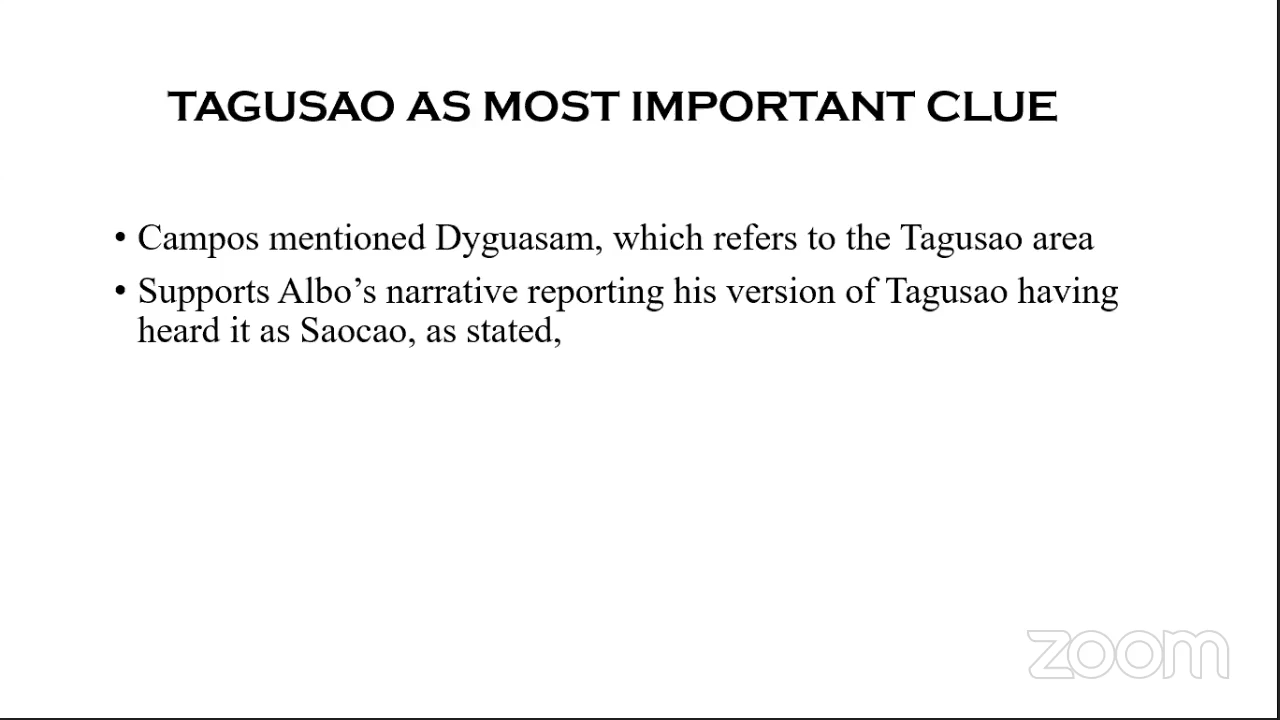 TAGUSAO AS MOST IMPORTANT CLUE
• Campos mentioned Dyguasam, which refers to the Tagusao area
• Supports Albo’s narrative reporting his version of Tagusao having
heard it as Saocao, as stated,
zoom